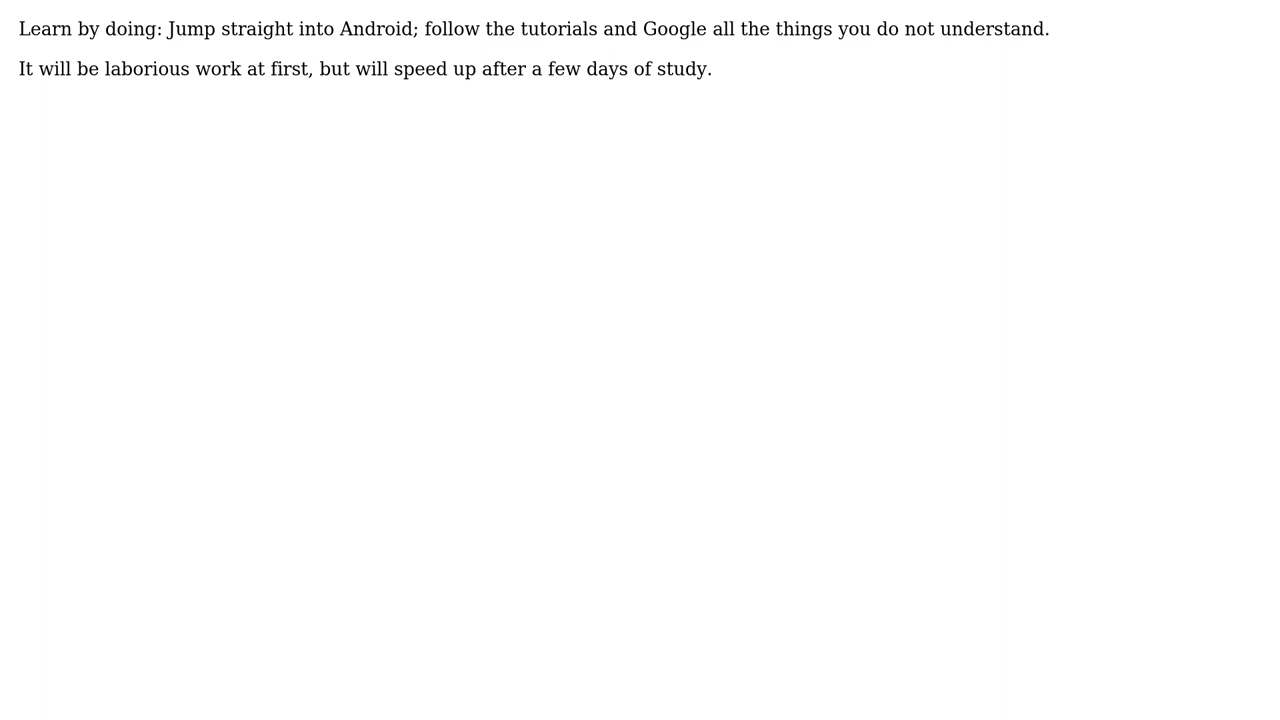 Learn by doing: Jump straight into Android; follow the tutorials and Google all the things you do not understand.
It will be laborious work at first, but will speed up after a few days of study.